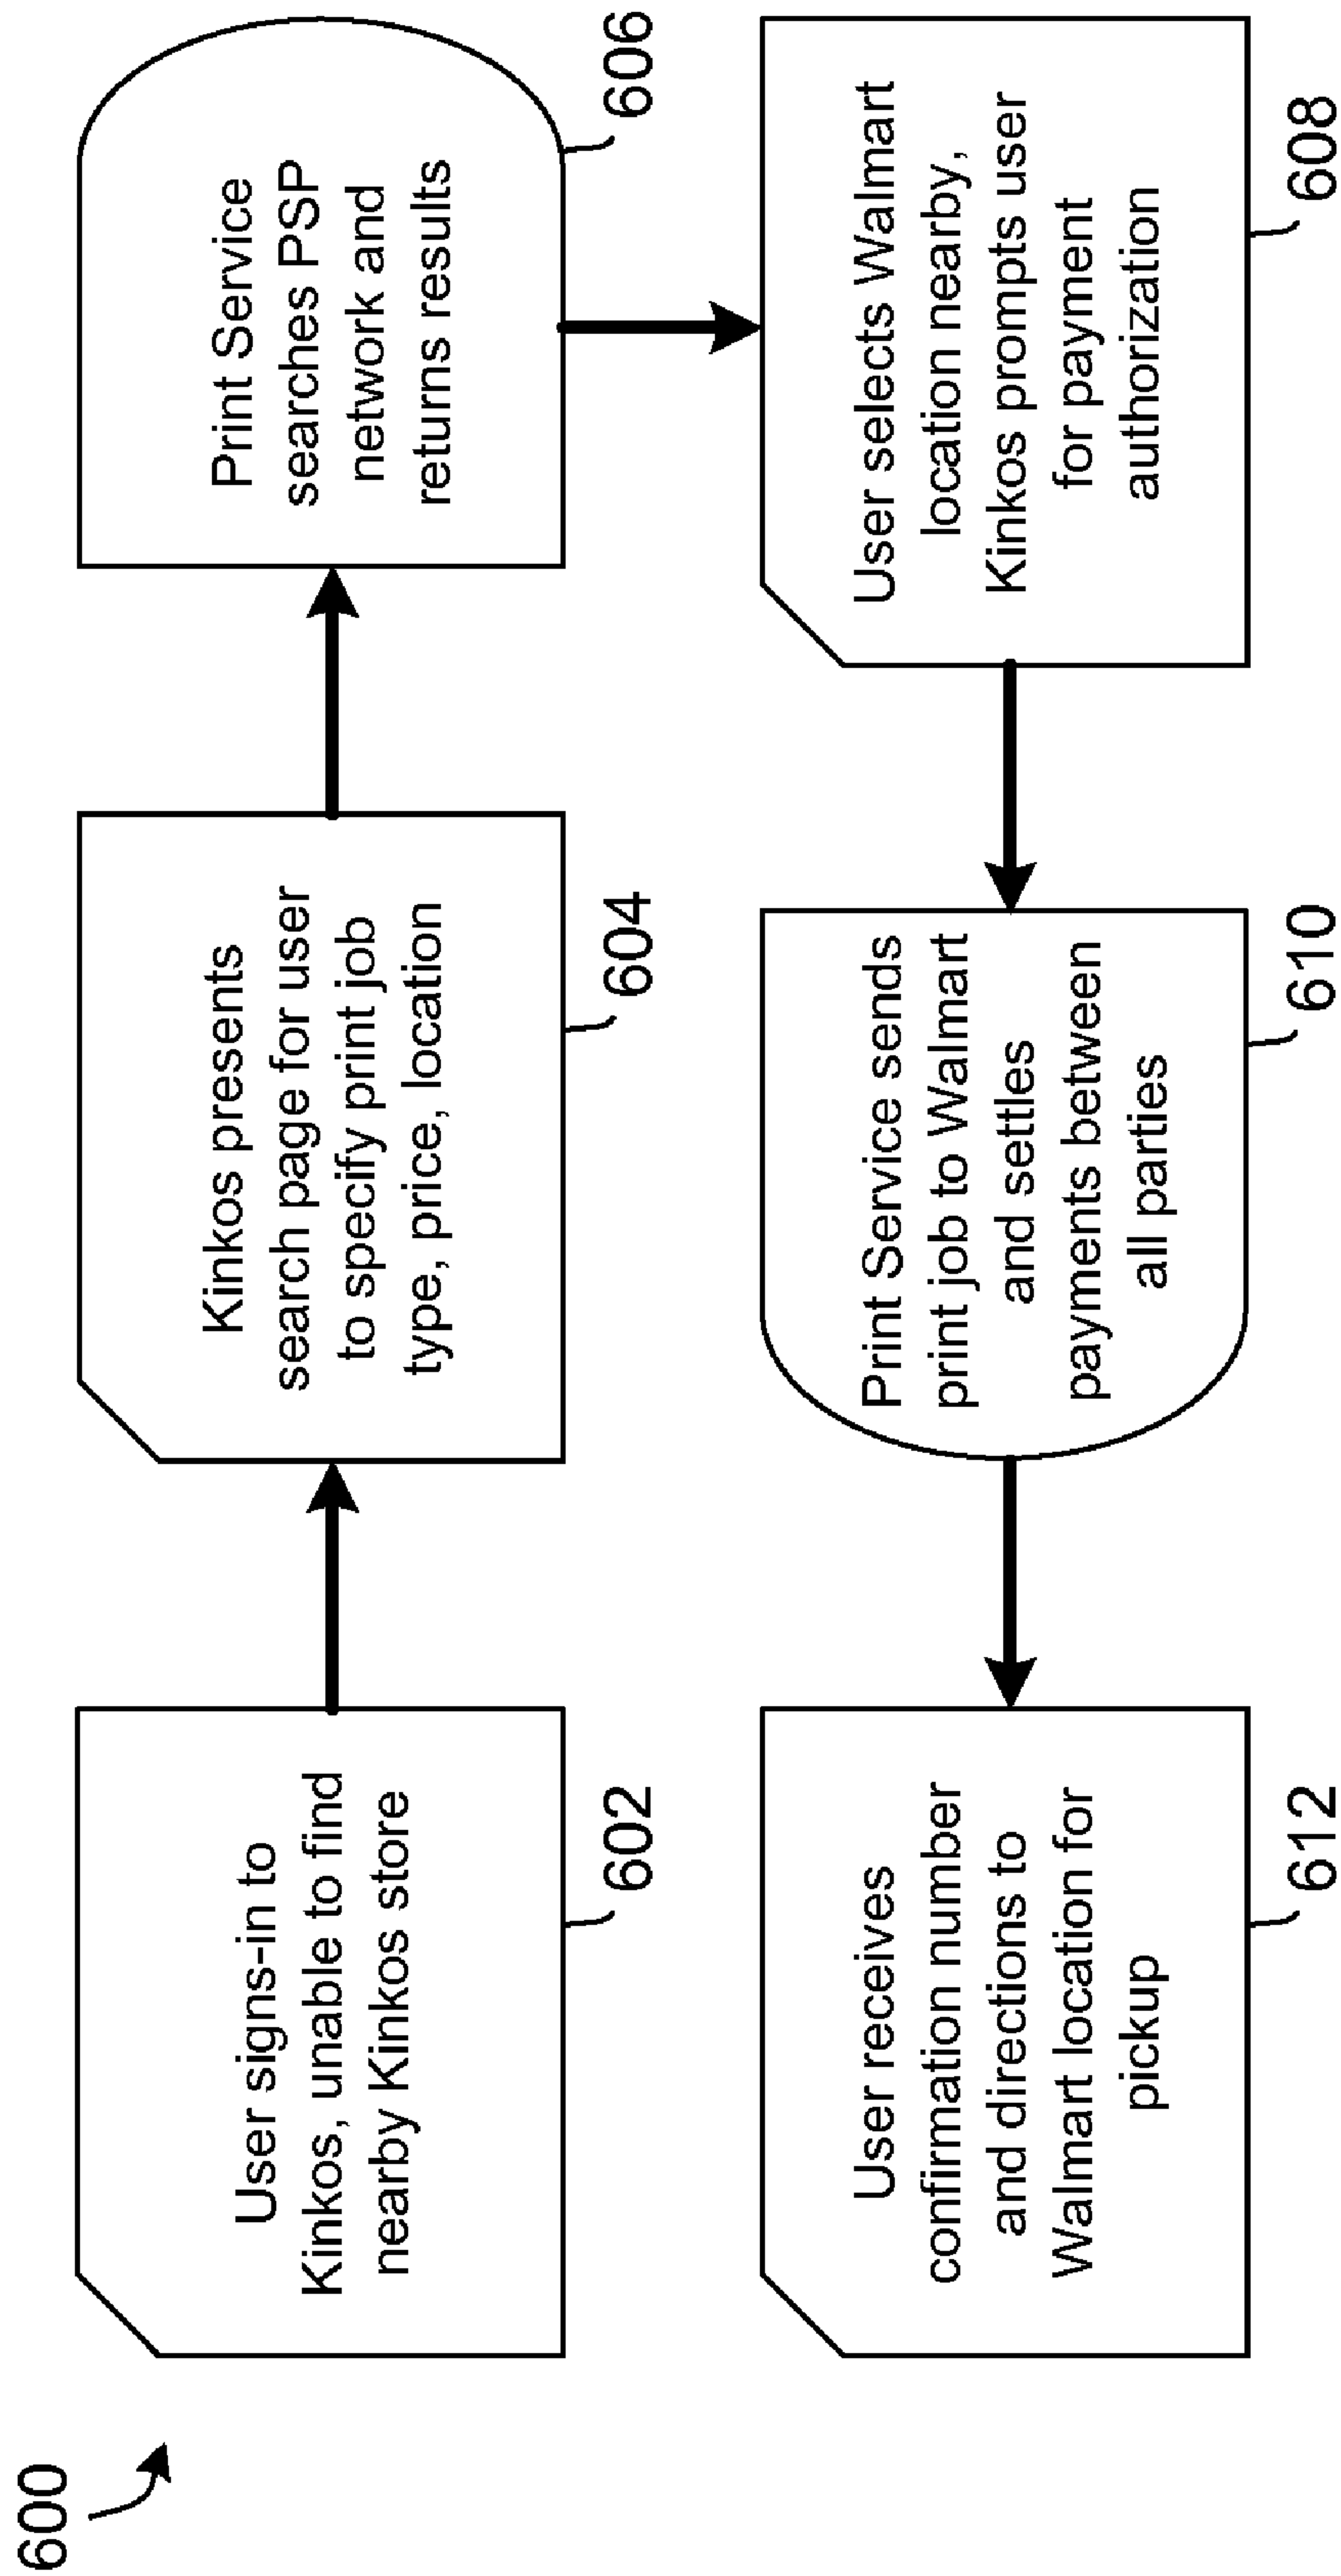 600
User signs-in to
Kinkos, unable to find
nearby Kinkos store
602
Kinkos presents
search page for user
to specify print job
type, price, location
604
Print Service
searches PSP
network and
returns results
606
User selects Walmart
location nearby,
Kinkos prompts user
for payment
authorization
608
Print Service sends
print job to Walmart
and settles
payments between
all parties
610
User receives
confirmation number
and directions to
Walmart location for
pickup
612